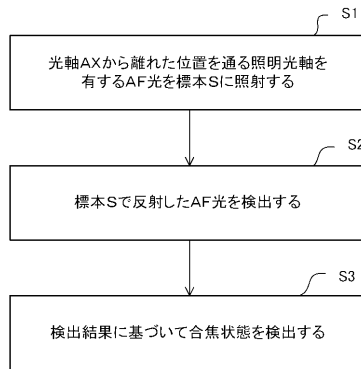 S1
光軸AXから離れた位置を通る照明光軸を
有するAF光を標本Sに照射する
S2
標本Sで反射したAF光を検出する
S3
検出結果に基づいて合焦状態を検出する